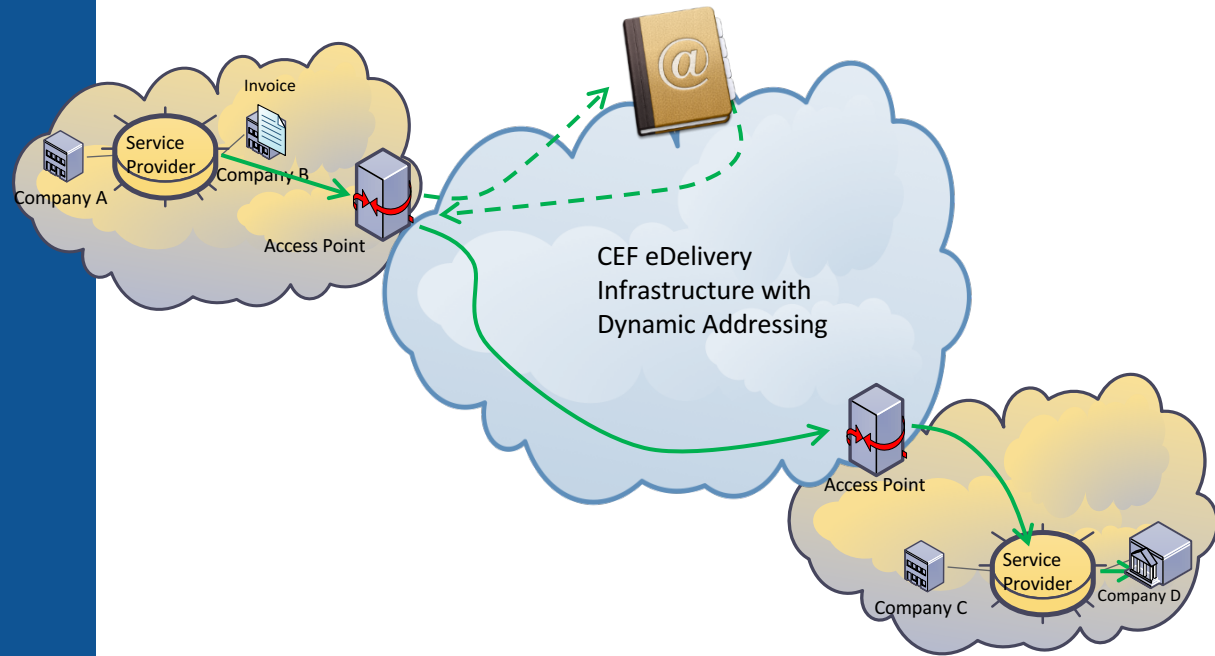 Invoice
Service
Provider
Company B
Company A
Access Point
@
CEF eDelivery
Infrastructure with
Dynamic Addressing
Access Point
Service
Provider
Company C
Company D